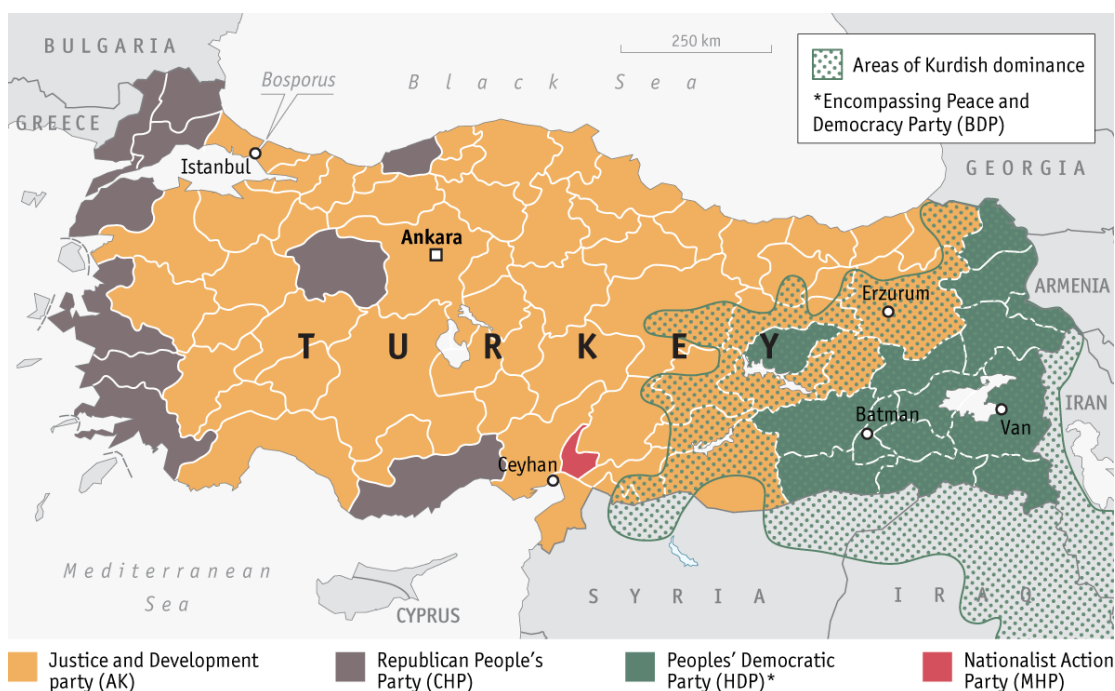 BULGARIA
GREECE
Bosporus
Istanbul
Black Sea
250 km
Areas of Kurdish dominance
*Encompassing Peace and
Democracy Party (BDP)
GEORGIA
ARMENIA
Ankara
Erzurum
TURKEY
IRAN
Batman
Van
Ceyhan
Mediterranean
Sea
CYPRUS
SYRIA
IRAQ
Justice and Development
party (AK)
Republican People's
Party (CHP)
Peoples' Democratic
Party (HDP)*
Nationalist Action
Party (MHP)